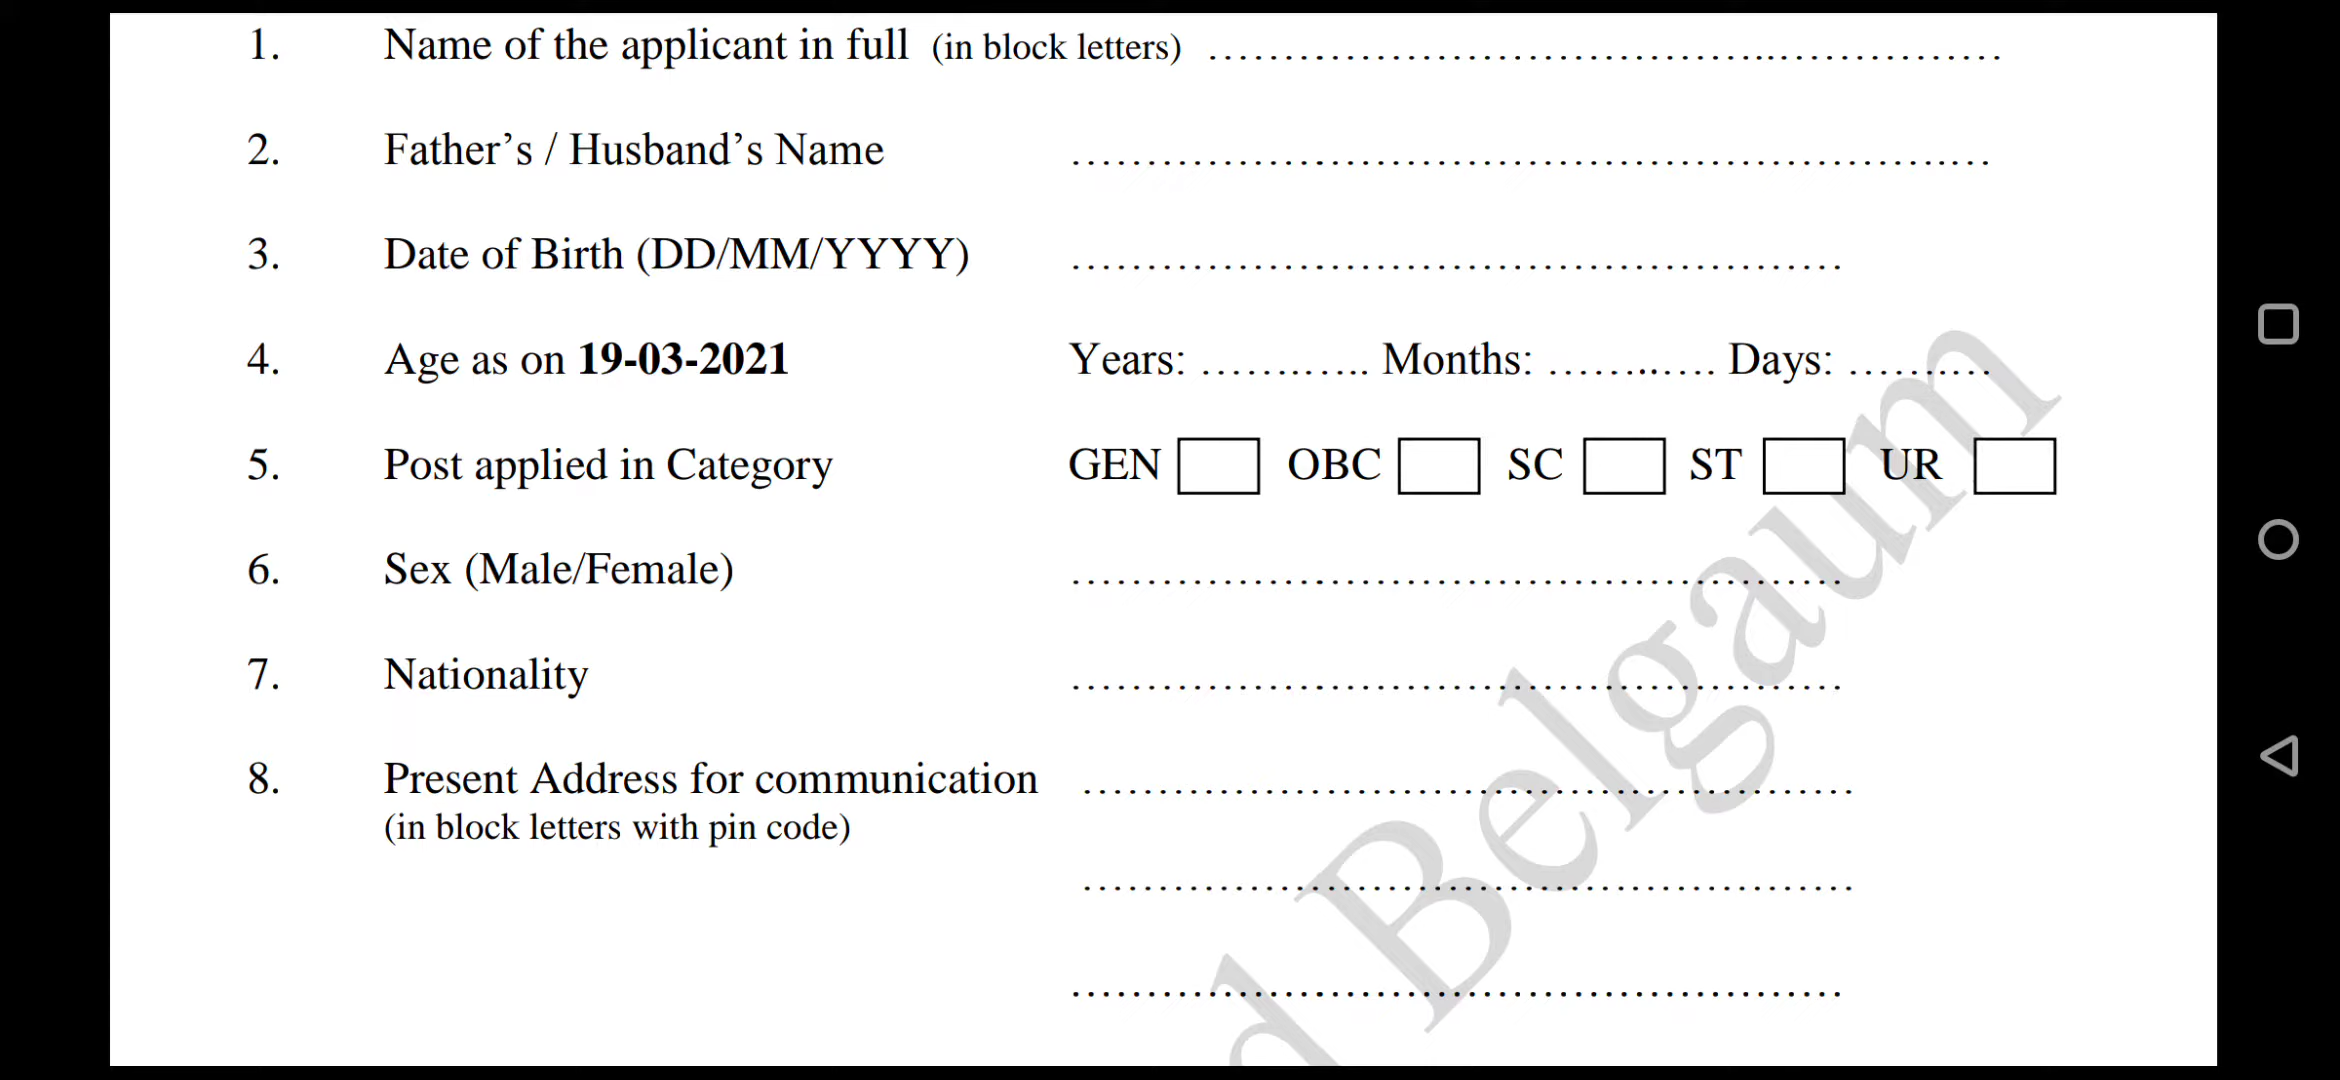 1. Name of the applicant in full (in block letters) ......................................................
2. Father’s / Husband’s Name ..............................................................
3. Date of Birth (DD/MM/YYYY) ....................................................
4. Age as on 19-03-2021 Years: ............ Months: ............ Days: ..........
5. Post applied in Category GEN OBC SC ST UR
6. Sex (Male/Female) ....................................................
7. Nationality ....................................................
8. Present Address for communication ....................................................
(in block letters with pin code)
....................................................
....................................................
Belgaum